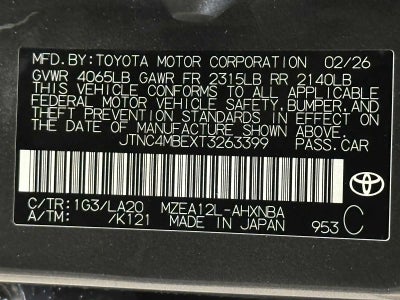 MFD.BY:TOYOTA MOTOR CORPORATION 02/26
GVWR 4065LB GAWR FR 2315LB RR 2140LB
THIS VEHICLE CONFORMS TO ALL APPLICABLE
FEDERAL MOTOR VEHICLE SAFETY,BUMPER,AND
THEFT PREVENTION STANDARDS IN EFFECT ON
THE DATE OF MANUFACTURE SHOWN ABOVE.
JTNC4MBEXT3263399 PASS.CAR
C/TR:1G3/LA20 MZEA12L-AHXNBA
A/TM: /K121 MADE IN JAPAN 953 C